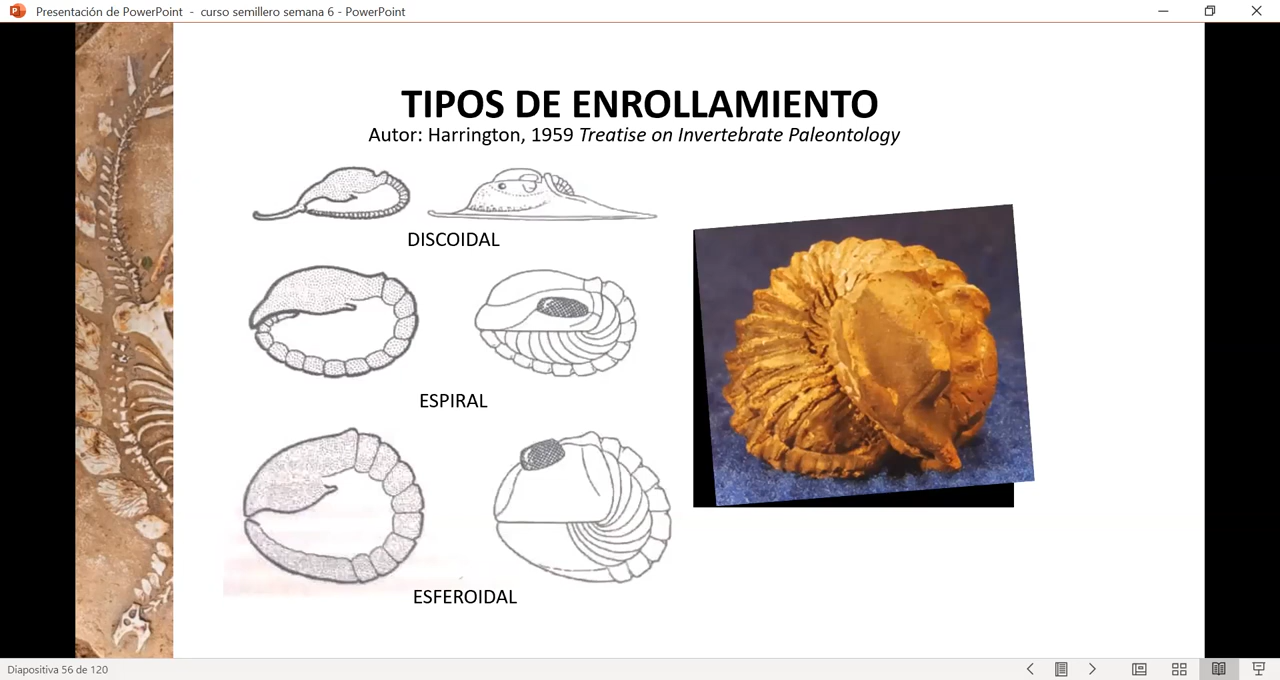 Presentación de PowerPoint - curso semillero semana 6 - PowerPoint
TIPOS DE ENROLLAMIENTO
Autor: Harrington, 1959 Treatise on Invertebrate Paleontology
DISCOIDAL
ESPIRAL
ESFEROIDAL
Diapositiva 56 de 120